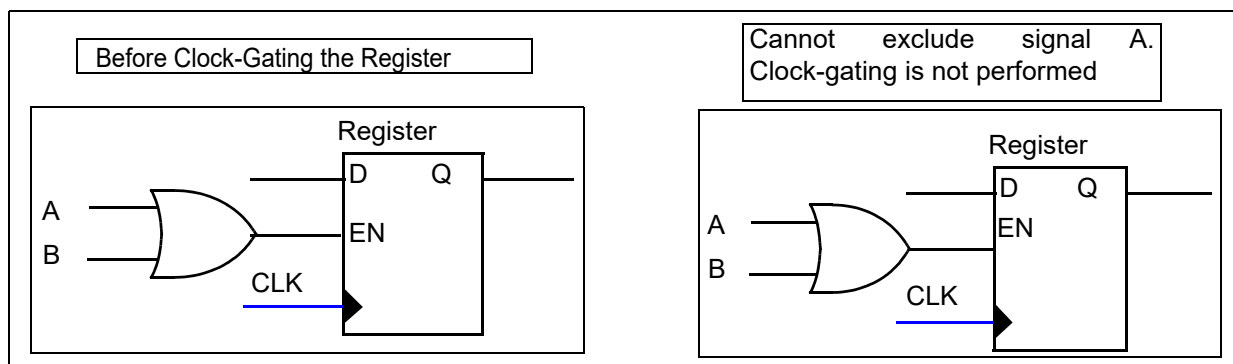 Before Clock-Gating the Register
Cannot exclude signal A.
Clock-gating is not performed
Register
D Q
A
EN
B
CLK
Register
D Q
A
EN
B
CLK